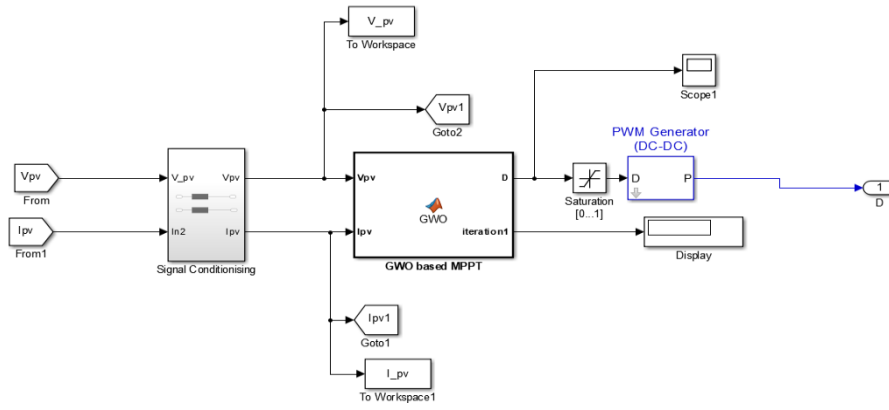 V_pv
To Workspace
Scope1
Vpv1
Goto2
PWM Generator
(DC-DC)
Vpv
From
V_pv
Vpv
Vpv
D
D
P
1
D
Saturation
[0...1]
GWO
Ipv
From1
In2
Ipv
Ipv
iteration1
Signal Conditionising
GWO based MPPT
Display
Ipv1
Goto1
I_pv
To Workspace1